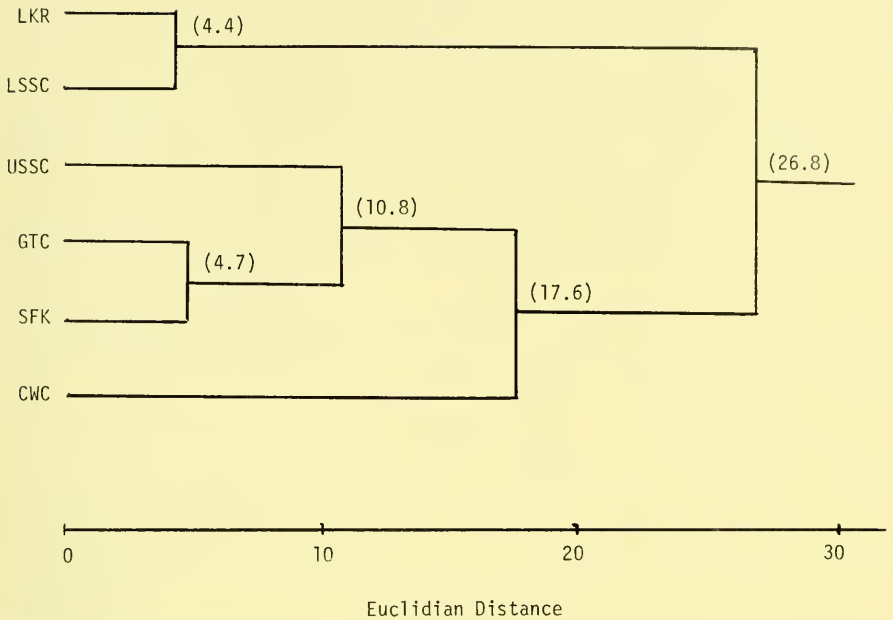 LKR
(4.4)
LSSC
USSC
(26.8)
(10.8)
GTC
(4.7)
(17.6)
SFK
CWC
0 10 20 30
Euclidian Distance